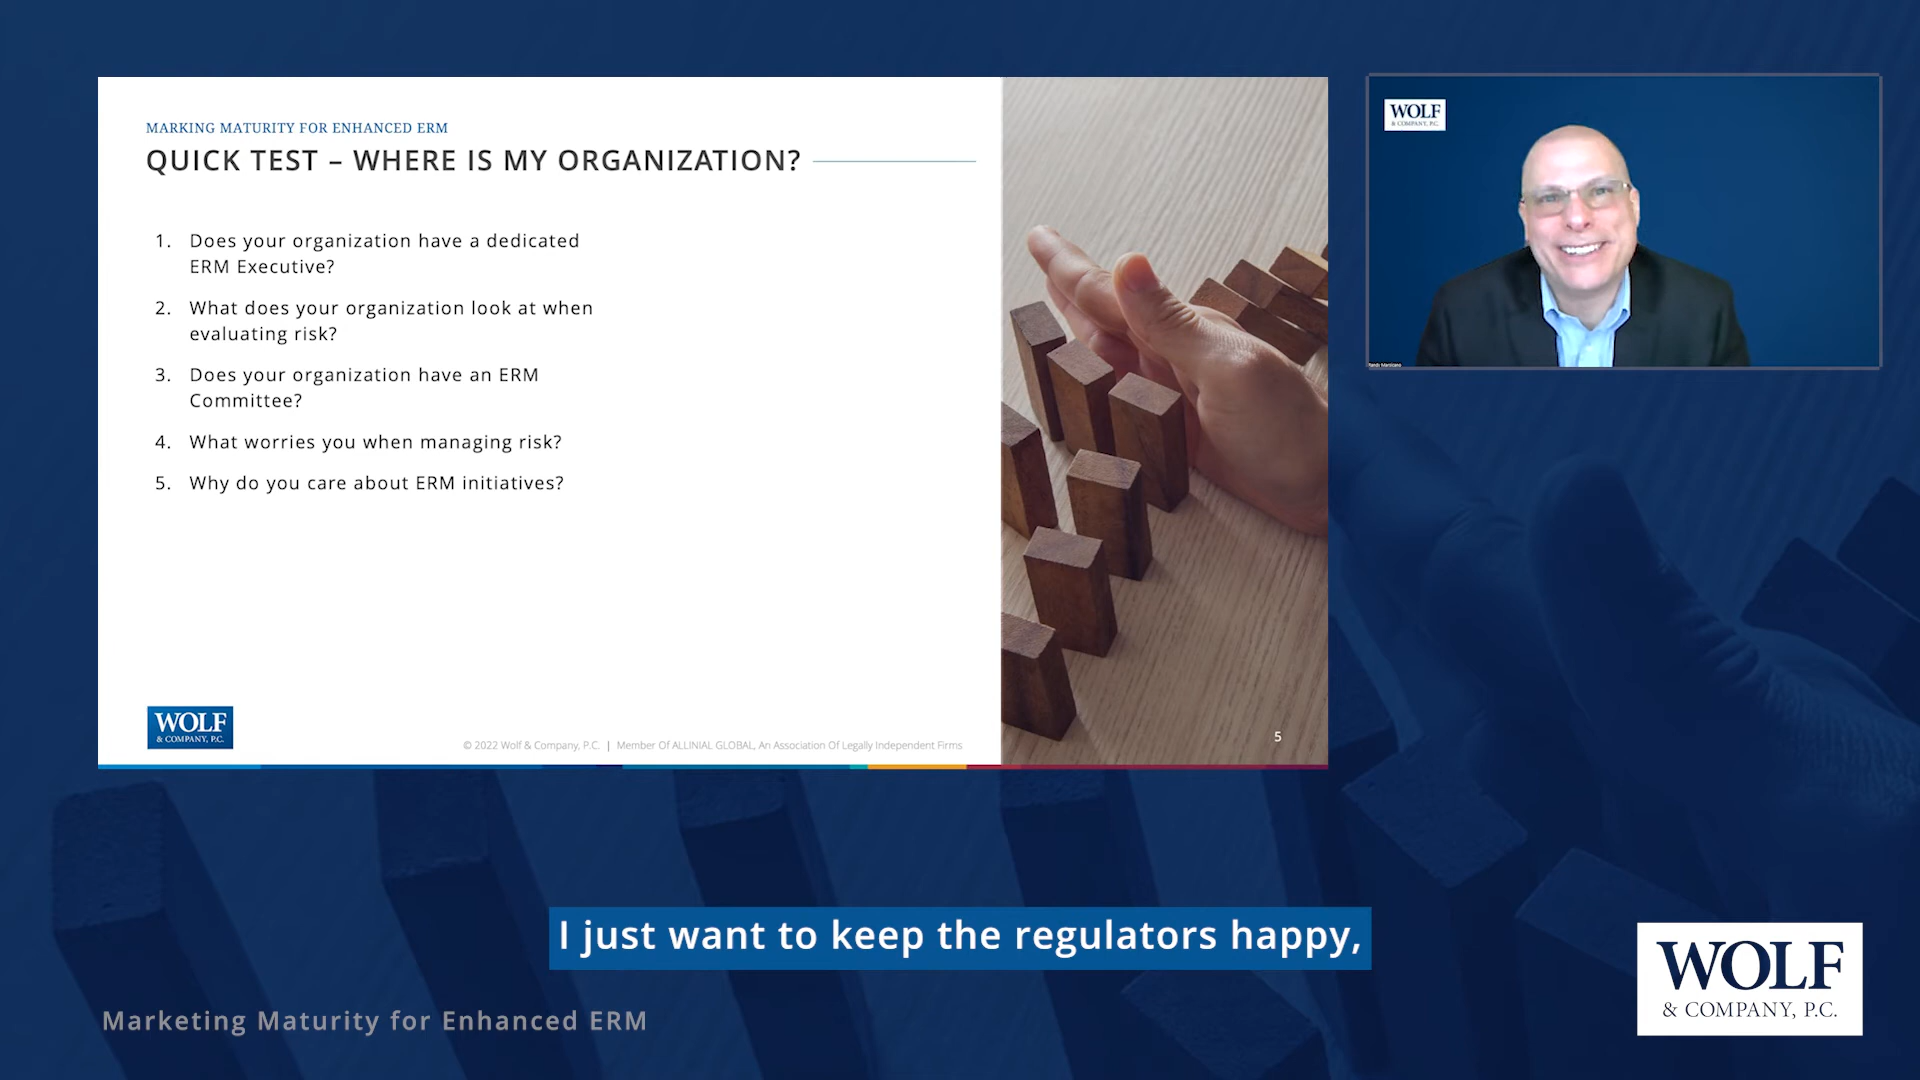 MARKING MATURITY FOR ENHANCED ERM
QUICK TEST – WHERE IS MY ORGANIZATION?
1. Does your organization have a dedicated
ERM Executive?
2. What does your organization look at when
evaluating risk?
3. Does your organization have an ERM
Committee?
4. What worries you when managing risk?
5. Why do you care about ERM initiatives?
WOLF
& COMPANY, P.C.
© 2022 Wolf & Company, P.C. | Member Of ALLINIAL GLOBAL, An Association Of Legally Independent Firms
5
WOLF
& COMPANY, P.C.
I just want to keep the regulators happy,
Marketing Maturity for Enhanced ERM
WOLF
& COMPANY, P.C.